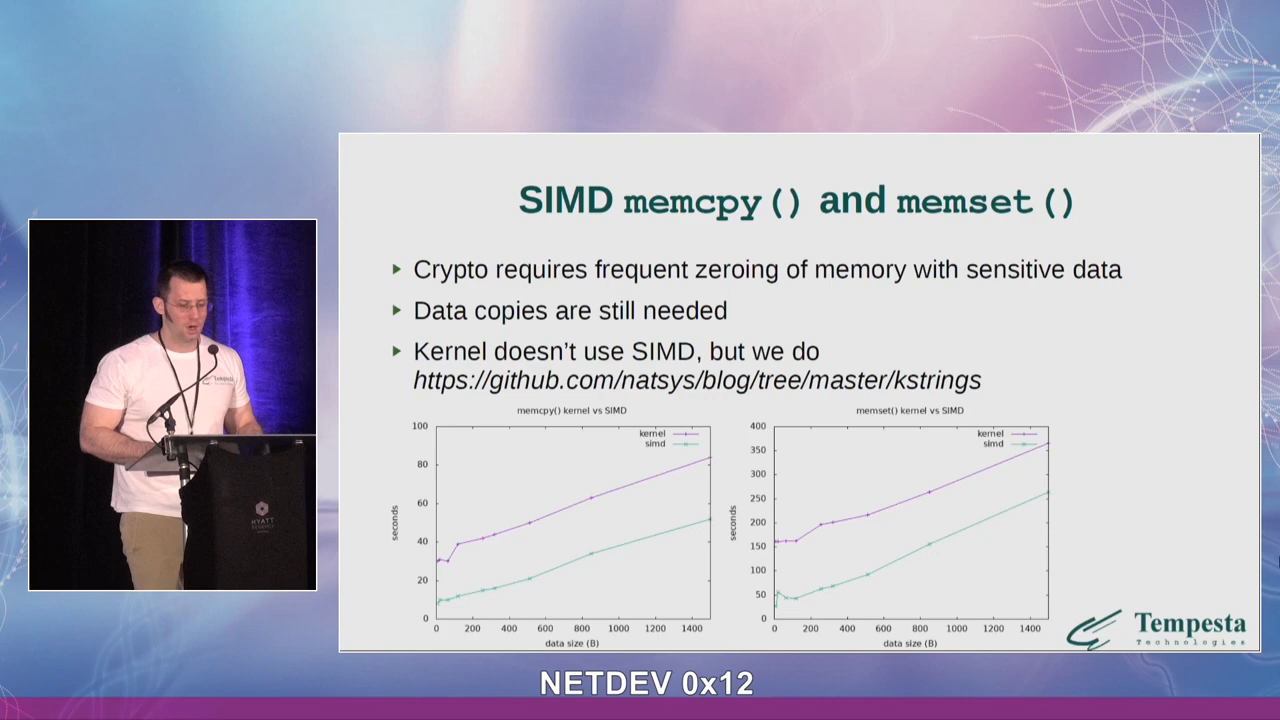 SIMD memcpy() and memset()
Crypto requires frequent zeroing of memory with sensitive data
Data copies are still needed
Kernel doesn’t use SIMD, but we do
https://github.com/natsys/blog/tree/master/kstrings
memcpy() kernel vs SIMD
kernel
simd
100
80
60
40
20
0
seconds
0 200 400 600 800 1000 1200 1400
data size (B)
memset() kernel vs SIMD
kernel
simd
400
350
300
250
200
150
100
50
0
seconds
0 200 400 600 800 1000 1200 1400
data size (B)
Tempesta
Technologies
Tempesta
HYATT
NETDEV 0x12